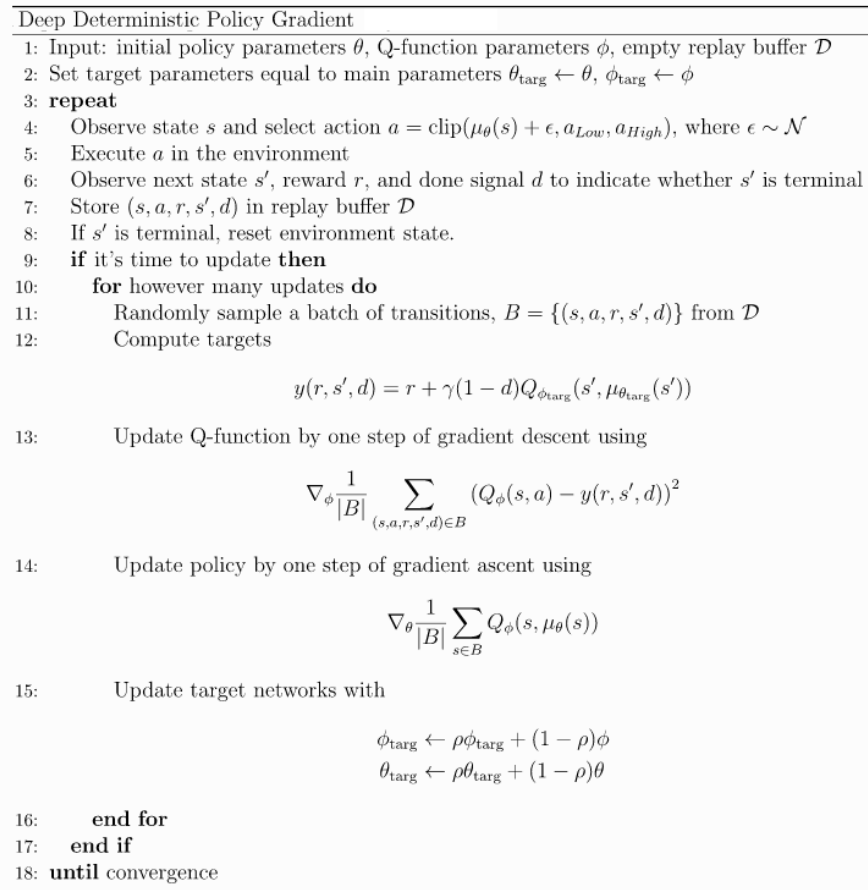 Deep Deterministic Policy Gradient
1: Input: initial policy parameters θ, Q-function parameters ϕ, empty replay buffer 𝒟
2: Set target parameters equal to main parameters θ_targ ← θ, ϕ_targ ← ϕ
3: repeat
4: Observe state s and select action a = clip(μ_θ(s) + ϵ, a_Low, a_High), where ϵ ∼ 𝒩
5: Execute a in the environment
6: Observe next state s′, reward r, and done signal d to indicate whether s′ is terminal
7: Store (s, a, r, s′, d) in replay buffer 𝒟
8: If s′ is terminal, reset environment state.
9: if it's time to update then
10: for however many updates do
11: Randomly sample a batch of transitions, B = {(s, a, r, s′, d)} from 𝒟
12: Compute targets
y(r, s′, d) = r + γ(1 − d)Q_{ϕ_targ}(s′, μ_{θ_targ}(s′))
13: Update Q-function by one step of gradient descent using
∇_ϕ 1/|B| ∑_{(s,a,r,s′,d)∈B} (Q_ϕ(s, a) − y(r, s′, d))²
14: Update policy by one step of gradient ascent using
∇_θ 1/|B| ∑_{s∈B} Q_ϕ(s, μ_θ(s))
15: Update target networks with
ϕ_targ ← ρϕ_targ + (1 − ρ)ϕ
θ_targ ← ρθ_targ + (1 − ρ)θ
16: end for
17: end if
18: until convergence